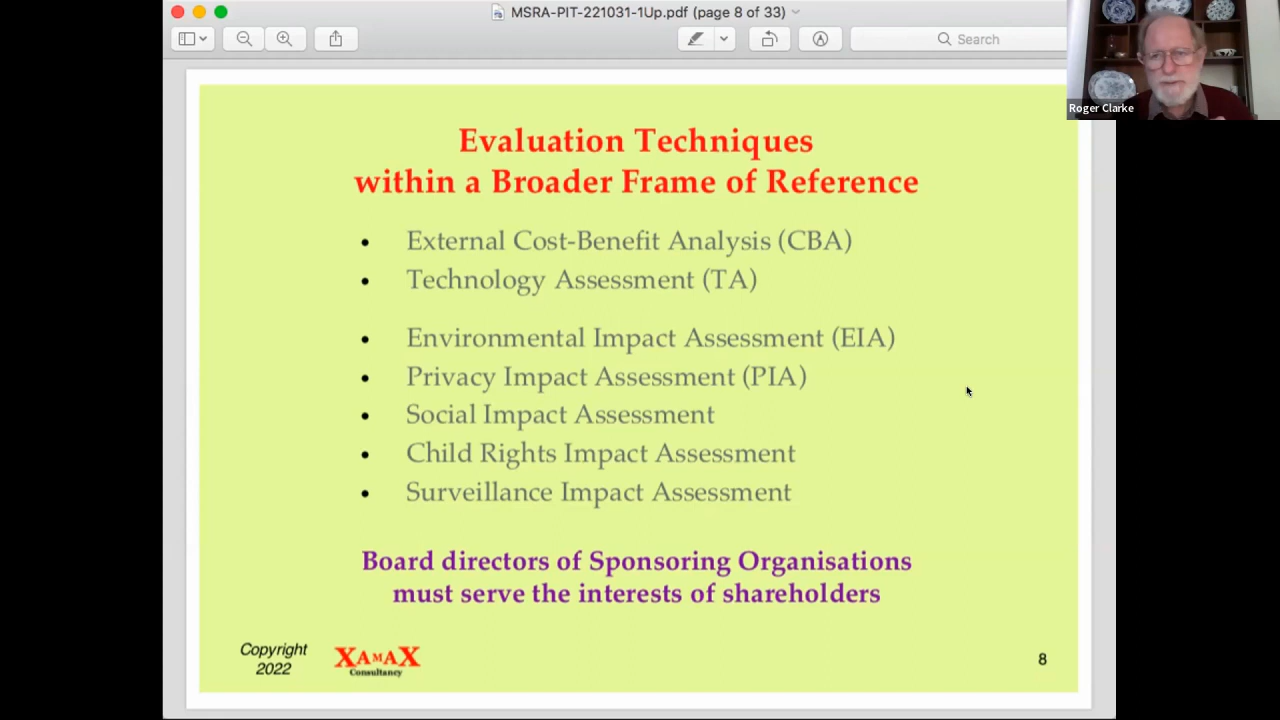 MSRA-PIT-221031-1Up.pdf (page 8 of 33)
Search
Roger Clarke
Evaluation Techniques
within a Broader Frame of Reference
• External Cost-Benefit Analysis (CBA)
• Technology Assessment (TA)
• Environmental Impact Assessment (EIA)
• Privacy Impact Assessment (PIA)
• Social Impact Assessment
• Child Rights Impact Assessment
• Surveillance Impact Assessment
Board directors of Sponsoring Organisations
must serve the interests of shareholders
Copyright
2022
XAMAX
Consultancy
8